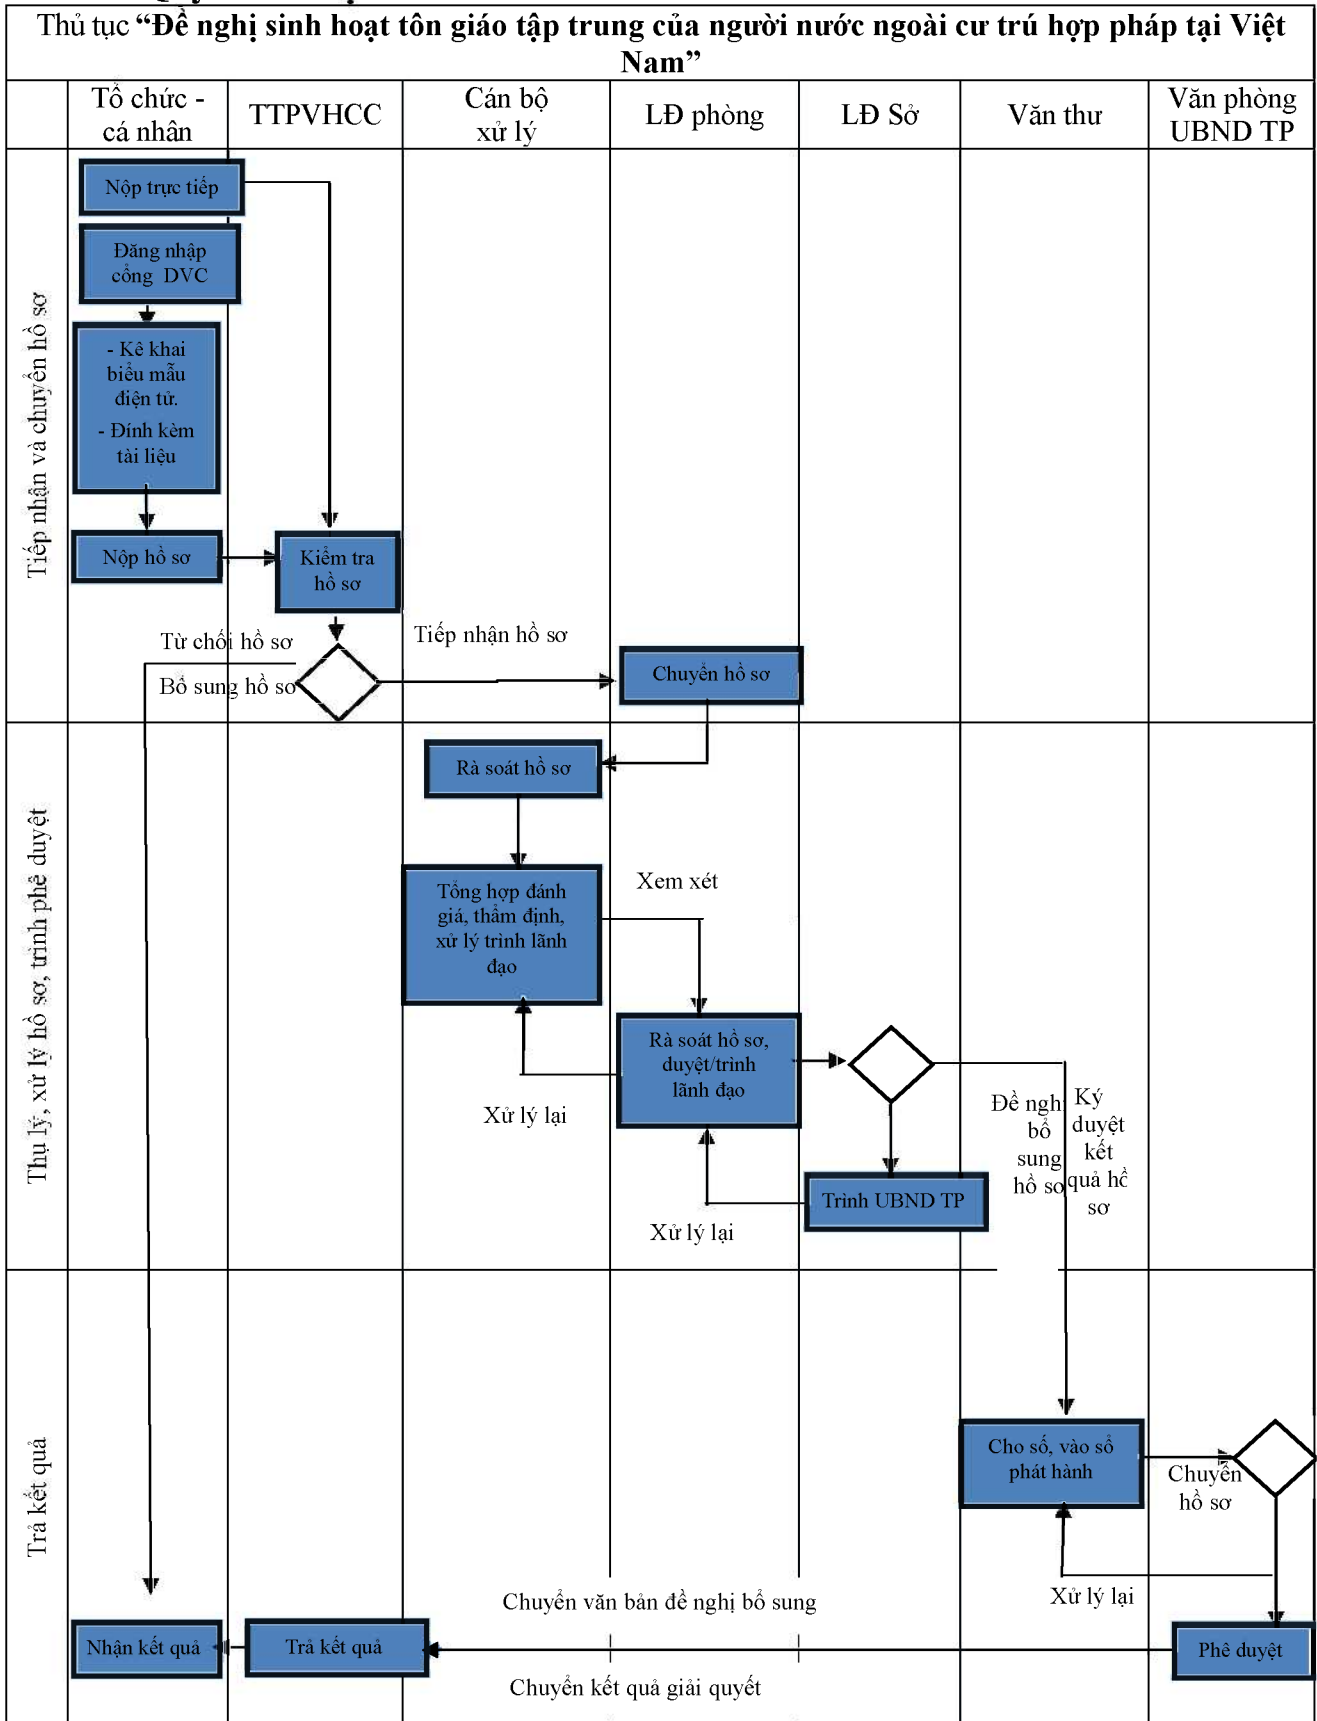 Thủ tục “Đề nghị sinh hoạt tôn giáo tập trung của người nước ngoài cư trú hợp pháp tại Việt
Nam”
Tổ chức -
cá nhân
TTPVHCC
Cán bộ
xử lý
LĐ phòng
LĐ Sở
Văn thư
Văn phòng
UBND TP
Tiếp nhận và chuyển hồ sơ
Nộp trực tiếp
Đăng nhập
cổng DVC
- Kê khai
biểu mẫu
điện tử.
- Đính kèm
tài liệu
Nộp hồ sơ
Kiểm tra
hồ sơ
Từ chối hồ sơ
Bổ sung hồ sơ
Tiếp nhận hồ sơ
Chuyển hồ sơ
Thụ lý, xử lý hồ sơ, trình phê duyệt
Rà soát hồ sơ
Tổng hợp đánh
giá, thẩm định,
xử lý trình lãnh
đạo
Xem xét
Rà soát hồ sơ,
duyệt/trình
lãnh đạo
Xử lý lại
Trình UBND TP
Xử lý lại
Đề nghị
bổ
sung
hồ sơ
Ký
duyệt
kết
quả hồ
sơ
Trả kết quả
Cho số, vào sổ
phát hành
Chuyển
hồ sơ
Xử lý lại
Chuyển văn bản đề nghị bổ sung
Nhận kết quả
Trả kết quả
Phê duyệt
Chuyển kết quả giải quyết